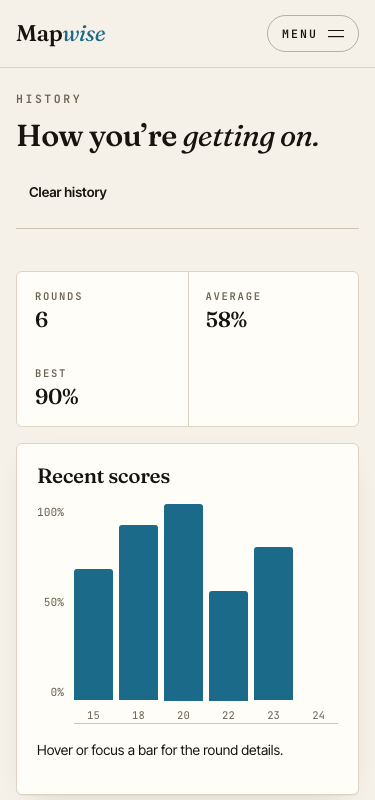 Mapwise
MENU
HISTORY
How you’re getting on.
Clear history
ROUNDS
6
AVERAGE
58%
BEST
90%
Recent scores
100%
50%
0%
15 18 20 22 23 24
Hover or focus a bar for the round details.